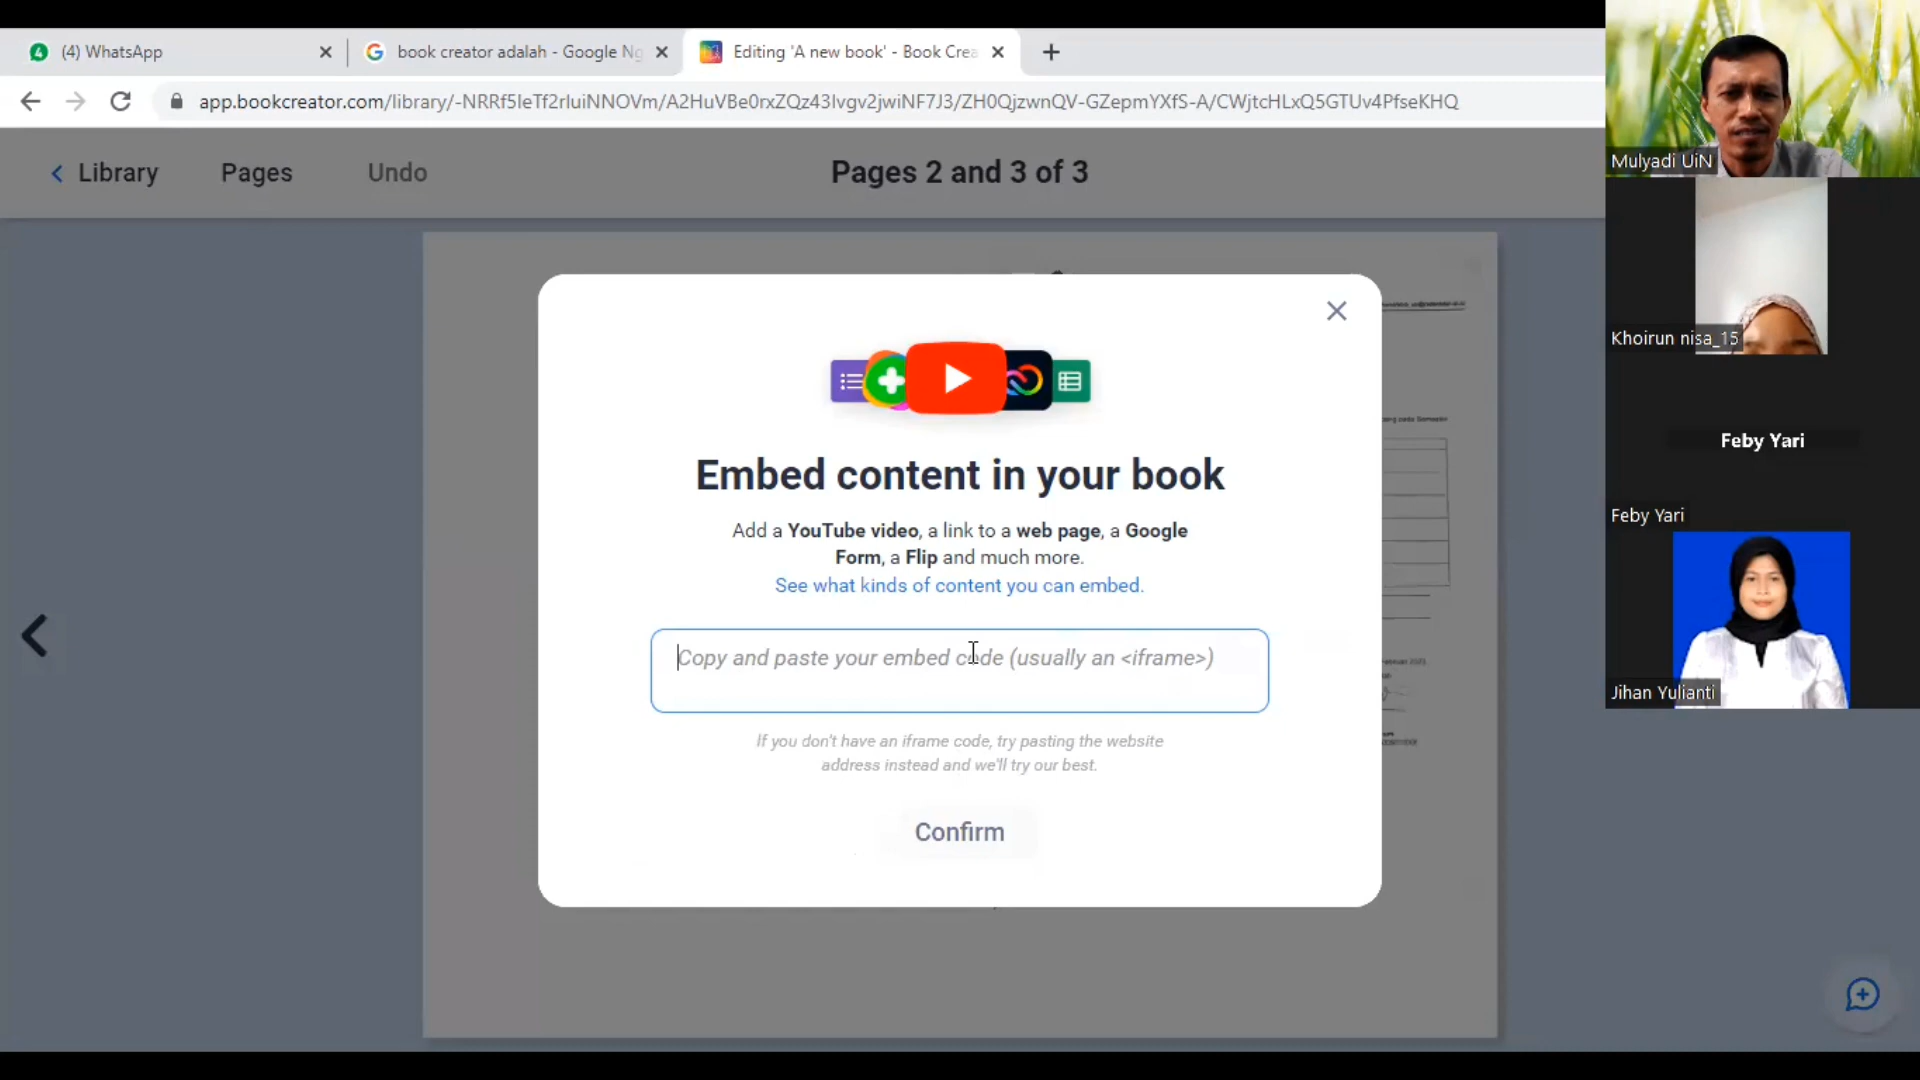 (4) WhatsApp
book creator adalah - Google Ng
Editing 'A new book' - Book Crea
app.bookcreator.com/library/-NRRf5IeTf2rIuiNNOVm/A2HuVBe0rxZQz43Ivgv2jwiNF7J3/ZH0QjzwnQV-GZepmYXfS-A/CWjtcHLxQ5GTUv4PfseKHQ
Library
Pages
Undo
Pages 2 and 3 of 3
Embed content in your book
Add a YouTube video, a link to a web page, a Google
Form, a Flip and much more.
See what kinds of content you can embed.
Copy and paste your embed code (usually an <iframe>)
If you don't have an iframe code, try pasting the website
address instead and we'll try our best.
Confirm
Mulyadi UiN
Khoirun nisa_15
Feby Yari
Feby Yari
Jihan Yulianti